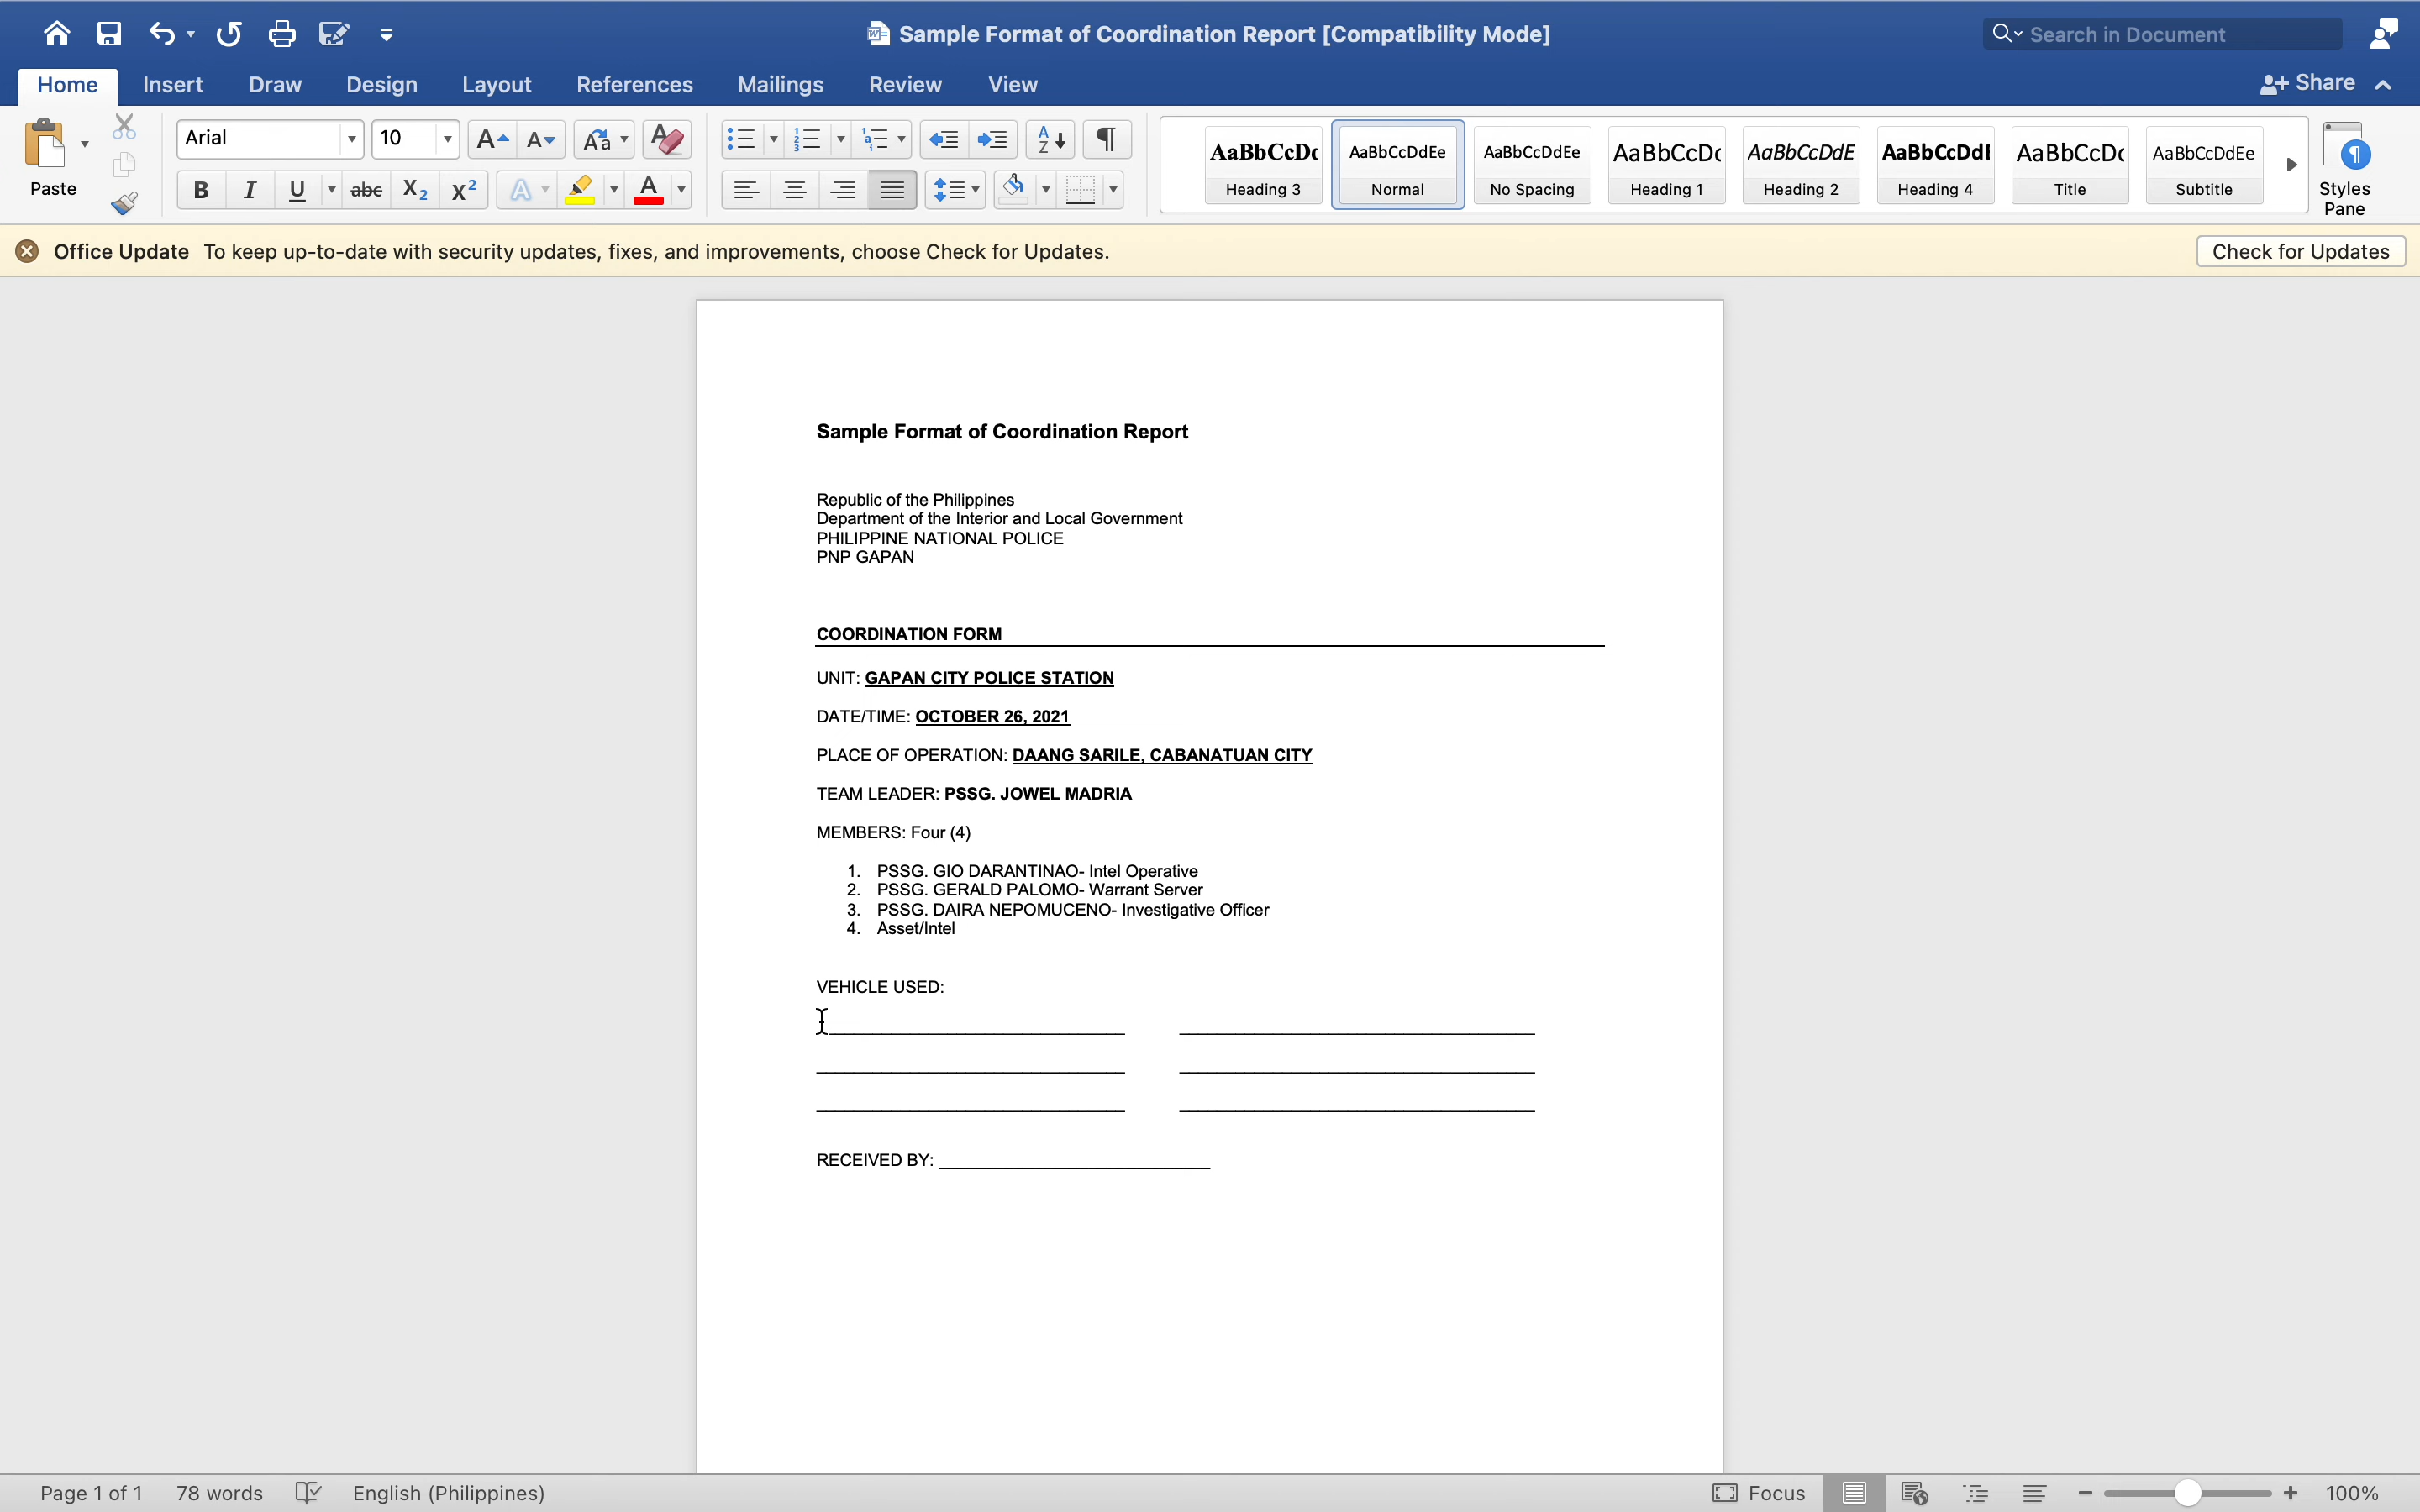 Sample Format of Coordination Report [Compatibility Mode]
Search in Document
Home Insert Draw Design Layout References Mailings Review View
Share
Paste
Arial 10
AaBbCcDc AaBbCcDdEe AaBbCcDdEe AaBbCcDc AaBbCcDdE AaBbCcDdI AaBbCcDc AaBbCcDdEe
Heading 3 Normal No Spacing Heading 1 Heading 2 Heading 4 Title Subtitle
Styles
Pane
Office Update To keep up-to-date with security updates, fixes, and improvements, choose Check for Updates.
Check for Updates
Sample Format of Coordination Report
Republic of the Philippines
Department of the Interior and Local Government
PHILIPPINE NATIONAL POLICE
PNP GAPAN
COORDINATION FORM
UNIT: GAPAN CITY POLICE STATION
DATE/TIME: OCTOBER 26, 2021
PLACE OF OPERATION: DAANG SARILE, CABANATUAN CITY
TEAM LEADER: PSSG. JOWEL MADRIA
MEMBERS: Four (4)
1. PSSG. GIO DARANTINAO- Intel Operative
2. PSSG. GERALD PALOMO- Warrant Server
3. PSSG. DAIRA NEPOMUCENO- Investigative Officer
4. Asset/Intel
VEHICLE USED:
RECEIVED BY:
Page 1 of 1 78 words English (Philippines)
Focus
100%